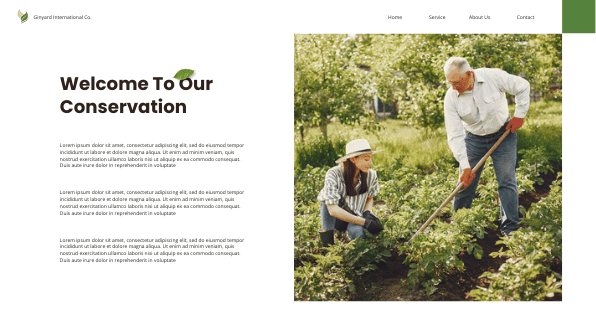 Ginyard International Co.
Home Service About Us Contact
Welcome To Our
Conservation
Lorem ipsum dolor sit amet, consectetur adipiscing elit, sed do eiusmod tempor
incididunt ut labore et dolore magna aliqua. Ut enim ad minim veniam, quis
nostrud exercitation ullamco laboris nisi ut aliquip ex ea commodo consequat.
Duis aute irure dolor in reprehenderit in voluptate
Lorem ipsum dolor sit amet, consectetur adipiscing elit, sed do eiusmod tempor
incididunt ut labore et dolore magna aliqua. Ut enim ad minim veniam, quis
nostrud exercitation ullamco laboris nisi ut aliquip ex ea commodo consequat.
Duis aute irure dolor in reprehenderit in voluptate
Lorem ipsum dolor sit amet, consectetur adipiscing elit, sed do eiusmod tempor
incididunt ut labore et dolore magna aliqua. Ut enim ad minim veniam, quis
nostrud exercitation ullamco laboris nisi ut aliquip ex ea commodo consequat.
Duis aute irure dolor in reprehenderit in voluptate